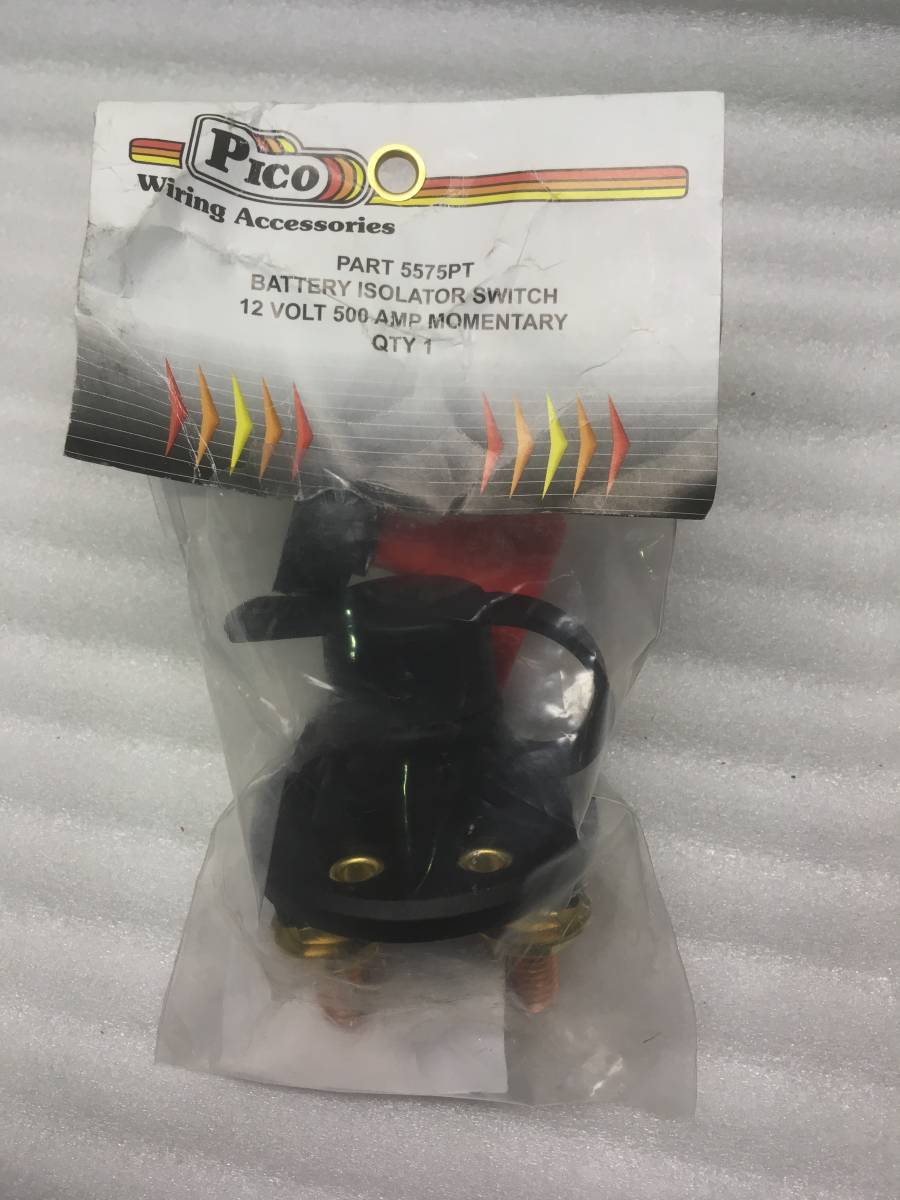 PICO
Wiring Accessories
PART 5575PT
BATTERY ISOLATOR SWITCH
12 VOLT 500 AMP MOMENTARY
QTY 1